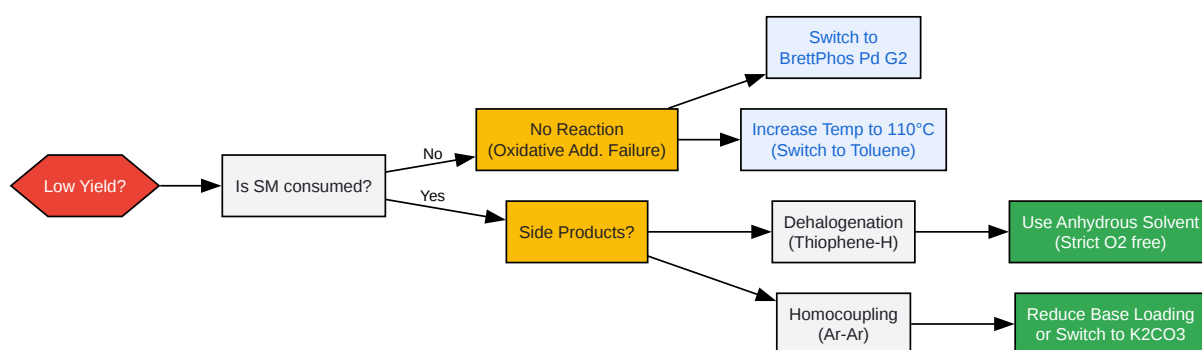 Low Yield?
Is SM consumed?
No
Yes
No Reaction
(Oxidative Add. Failure)
Switch to
BrettPhos Pd G2
Increase Temp to 110°C
(Switch to Toluene)
Side Products?
Dehalogenation
(Thiophene-H)
Use Anhydrous Solvent
(Strict O2 free)
Homocoupling
(Ar-Ar)
Reduce Base Loading
or Switch to K2CO3